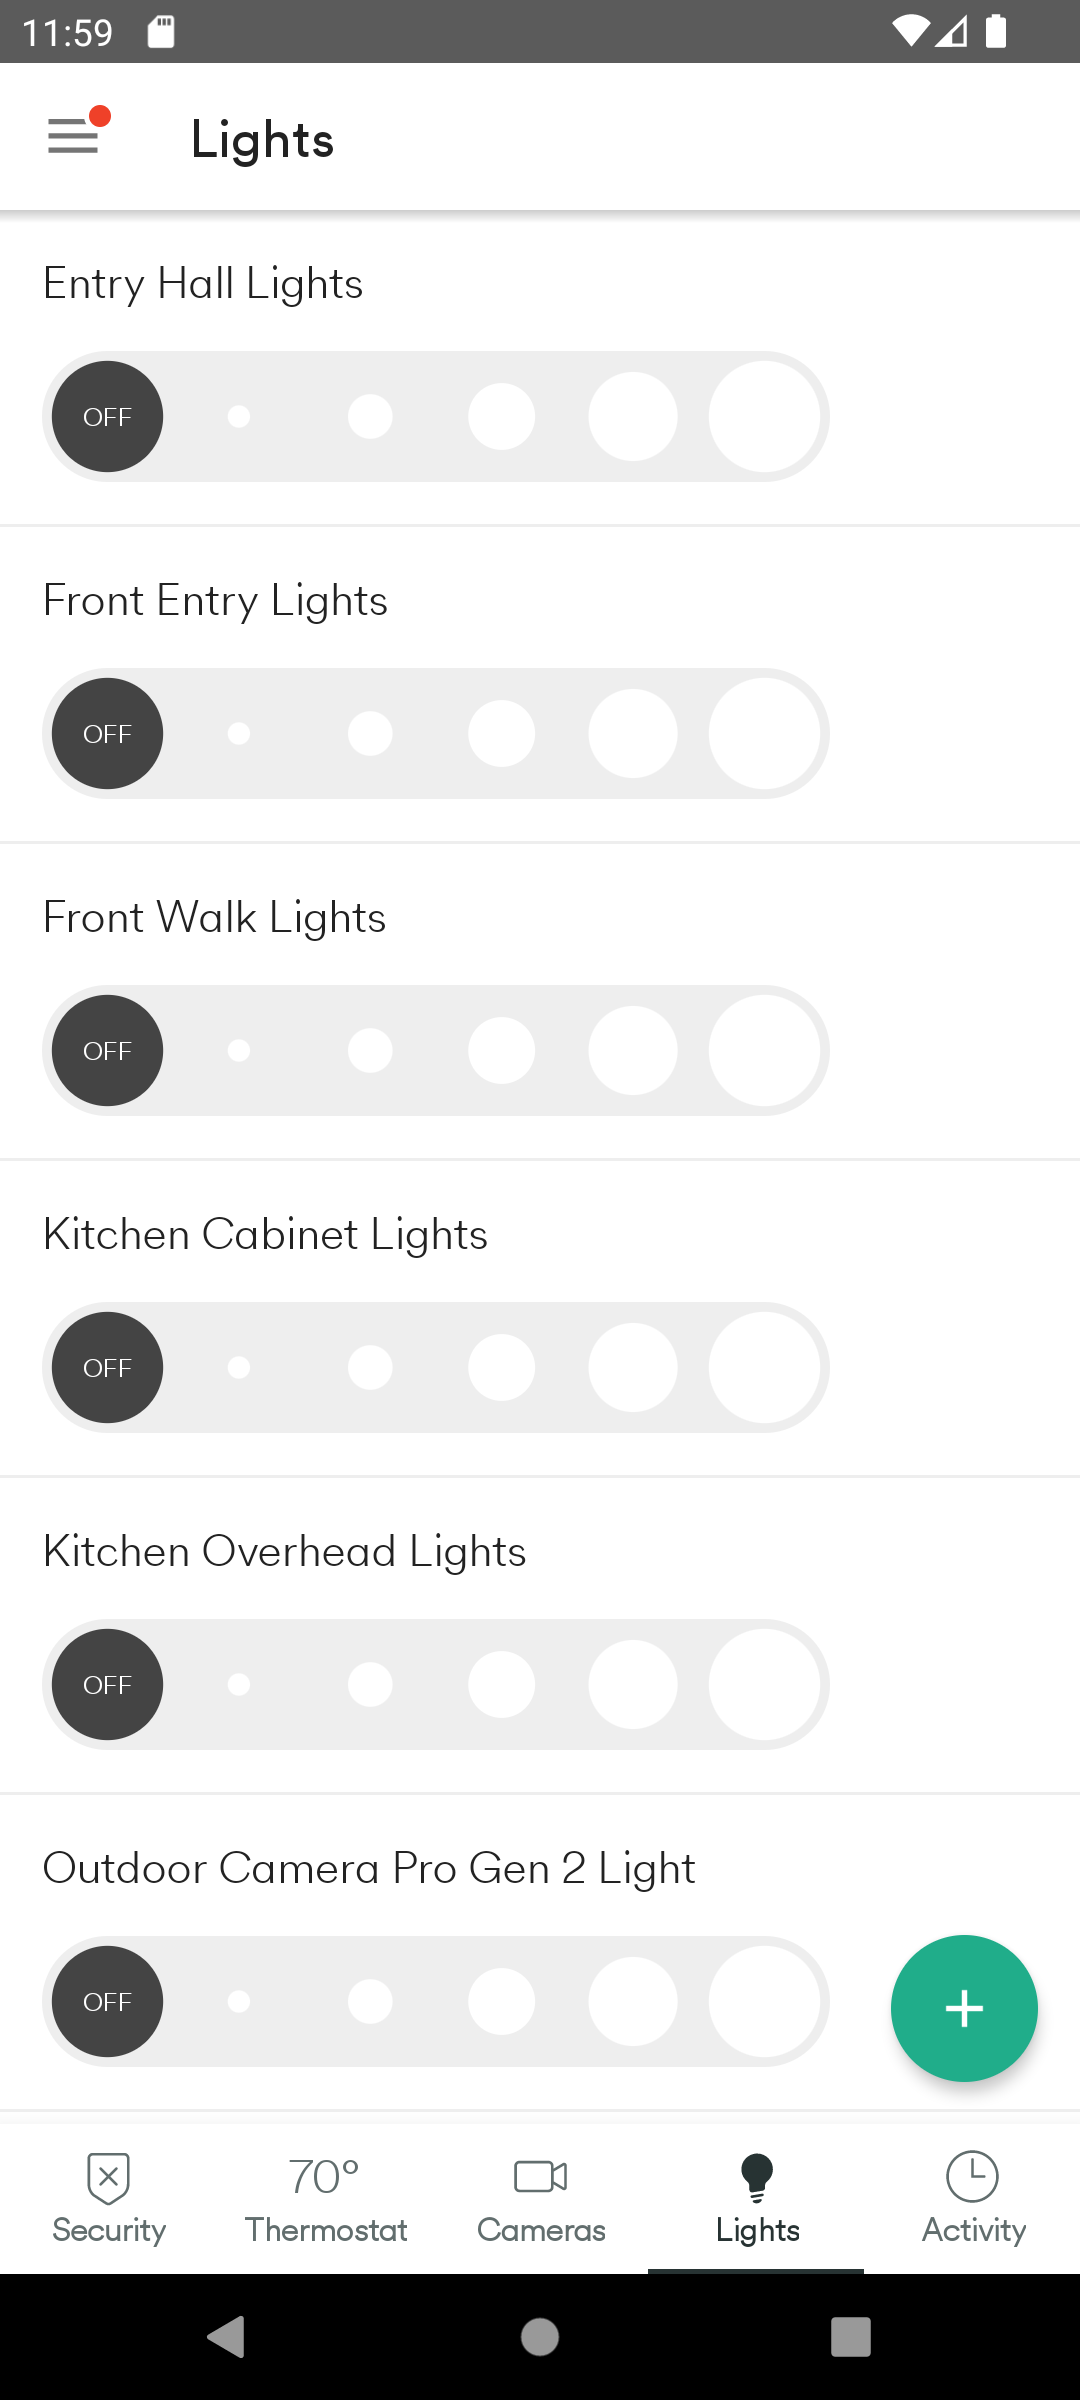 11:59
Lights
Entry Hall Lights
OFF
Front Entry Lights
OFF
Front Walk Lights
OFF
Kitchen Cabinet Lights
OFF
Kitchen Overhead Lights
OFF
Outdoor Camera Pro Gen 2 Light
OFF
+
70°
Security Thermostat Cameras Lights Activity